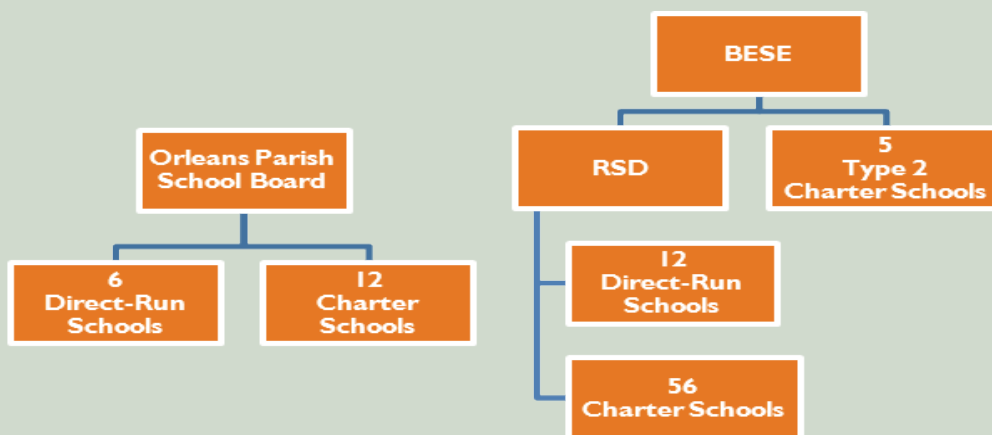 BESE
Orleans Parish
School Board
RSD
5
Type 2
Charter Schools
6
Direct-Run
Schools
12
Charter
Schools
12
Direct-Run
Schools
56
Charter Schools